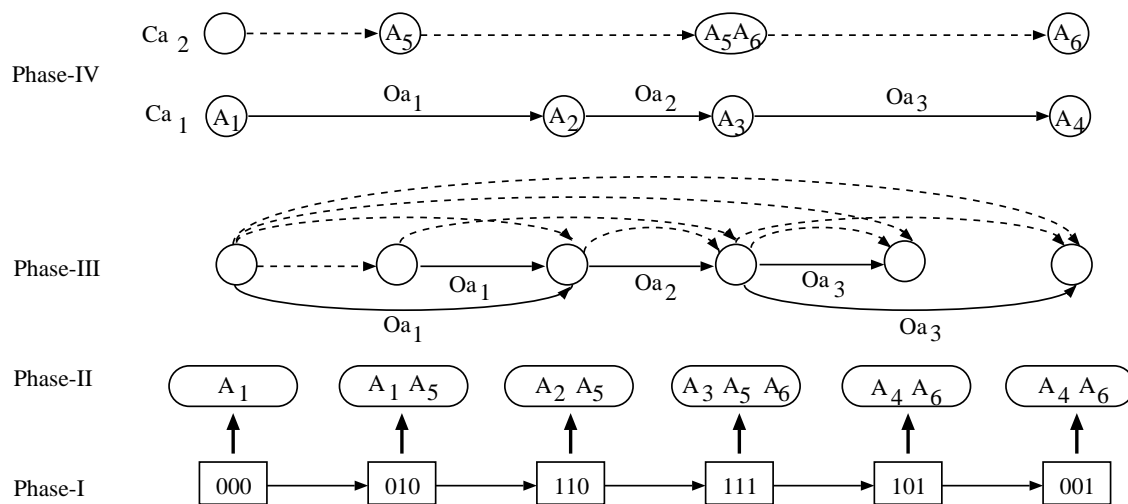 Ca 2 A5 A5A6 A6
Phase-IV
Oa1 Oa2 Oa3
Ca 1 A1 A2 A3 A4
Phase-III
Oa1 Oa2 Oa3
Oa1 Oa3
Phase-II A1 A1 A5 A2 A5 A3 A5 A6 A4 A6 A4 A6
Phase-I 000 010 110 111 101 001